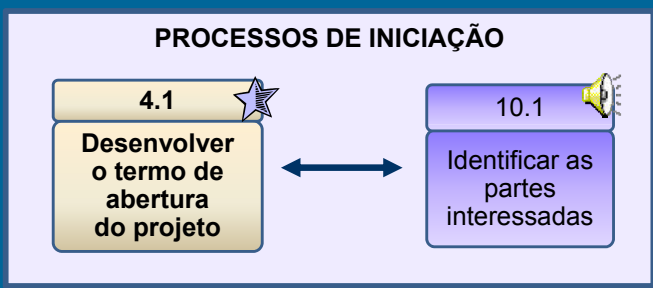 PROCESSOS DE INICIAÇÃO
4.1
Desenvolver
o termo de
abertura
do projeto
10.1
Identificar as
partes
interessadas